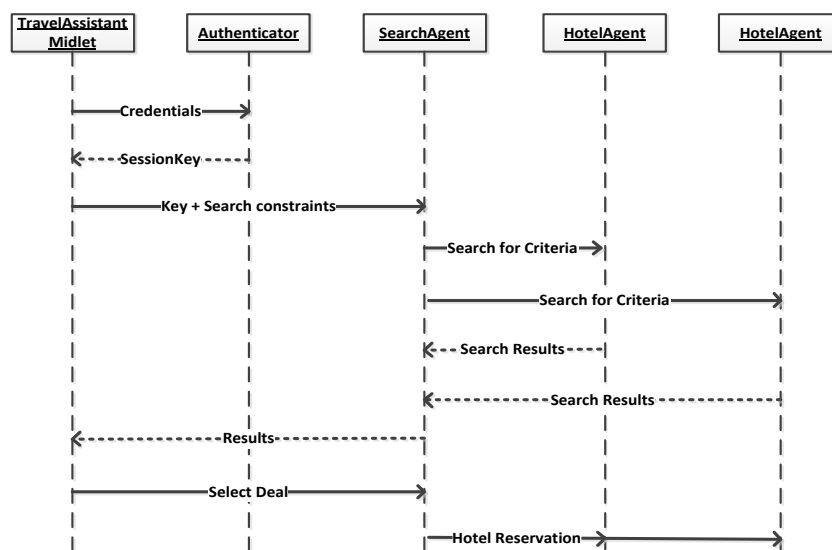 TravelAssistant
Midlet
Authenticator
SearchAgent
HotelAgent
HotelAgent
Credentials
SessionKey
Key + Search constraints
Search for Criteria
Search for Criteria
Search Results
Search Results
Results
Select Deal
Hotel Reservation